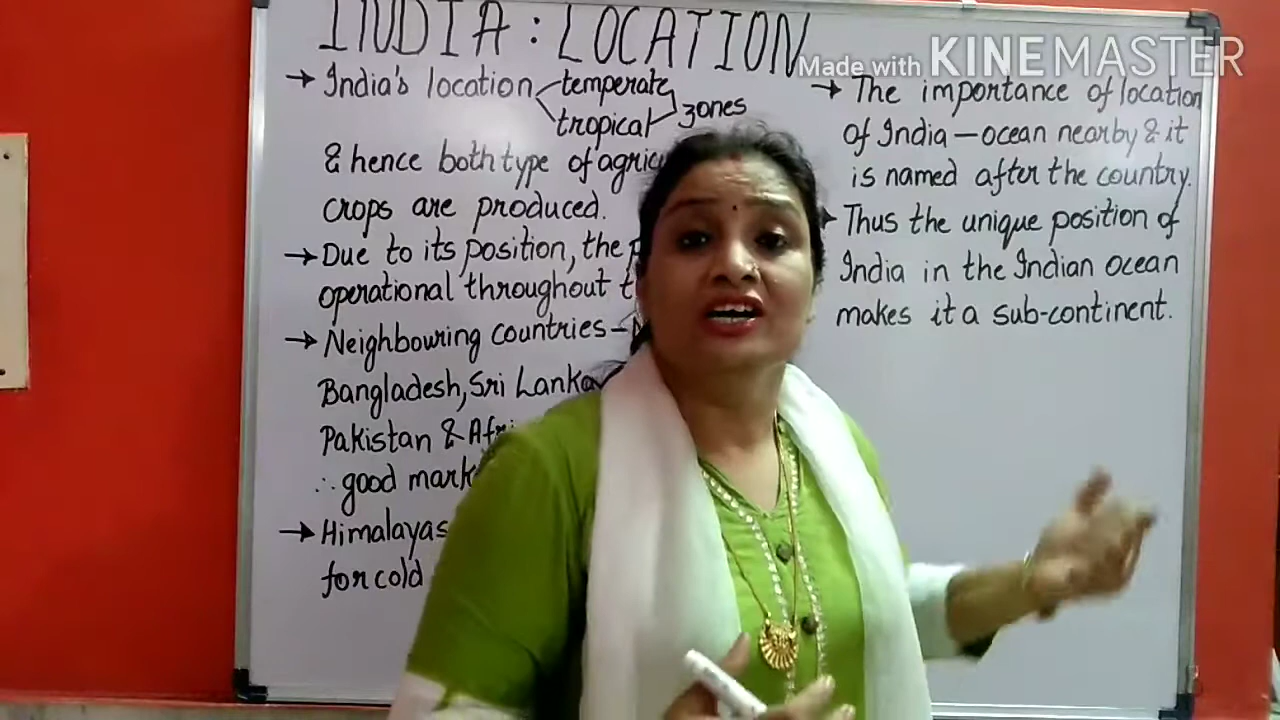 INDIA : LOCATION
Made with KINEMASTER
→ India's location temperate
tropical zones
& hence both type of
crops are produced.
→ Due to its position, the
operational throughout
→ Neighbouring countries –
Bangladesh, Sri Lanka
Pakistan &
∴ good
→ Himalayas
for cold
→ The importance of location
of India – ocean nearby & it
is named after the country.
Thus the unique position of
India in the Indian ocean
makes it a sub-continent.